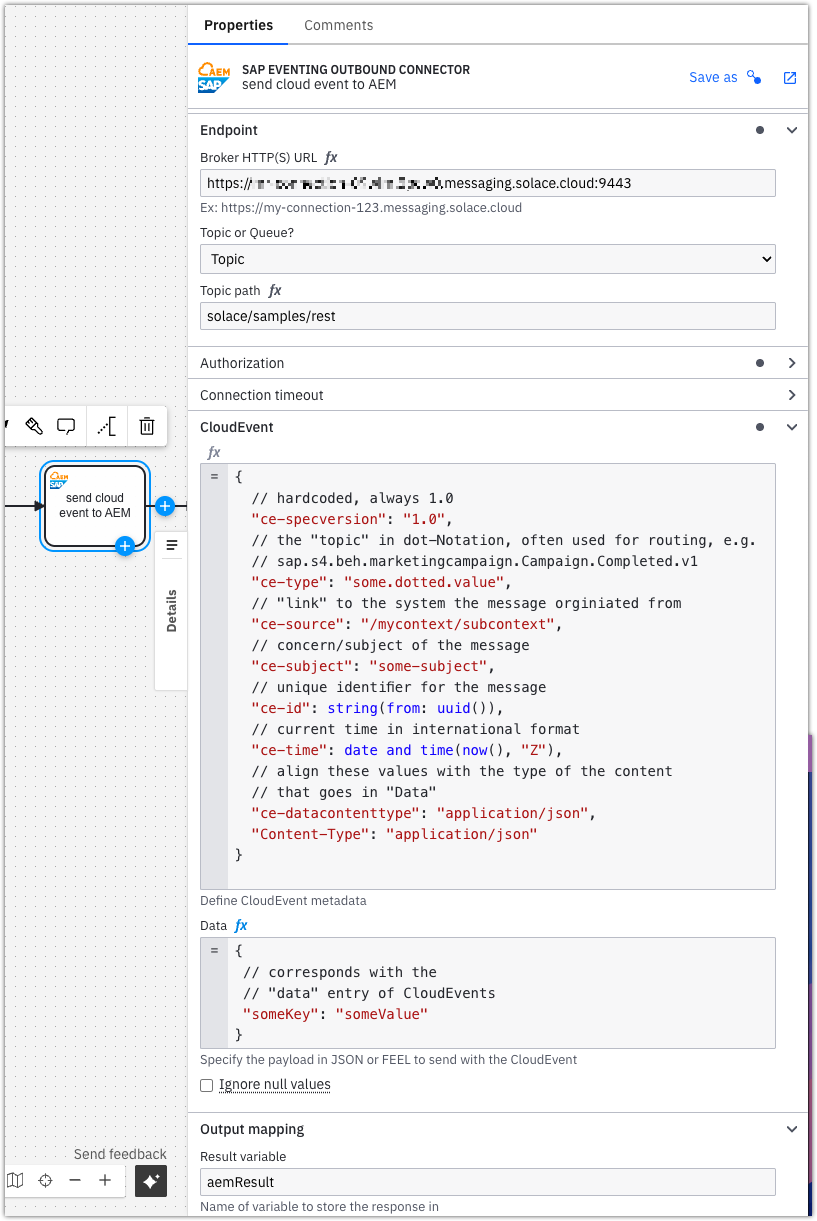 Properties
Comments
AEM
SAP
SAP EVENTING OUTBOUND CONNECTOR
send cloud event to AEM
Save as
Endpoint
Broker HTTP(S) URL fx
https:// .messaging.solace.cloud:9443
Ex: https://my-connection-123.messaging.solace.cloud
Topic or Queue?
Topic
Topic path fx
solace/samples/rest
Authorization
Connection timeout
CloudEvent
fx
= {
// hardcoded, always 1.0
"ce-specversion": "1.0",
// the "topic" in dot-Notation, often used for routing, e.g.
// sap.s4.beh.marketingcampaign.Campaign.Completed.v1
"ce-type": "some.dotted.value",
// "link" to the system the message orginiated from
"ce-source": "/mycontext/subcontext",
// concern/subject of the message
"ce-subject": "some-subject",
// unique identifier for the message
"ce-id": string(from: uuid()),
// current time in international format
"ce-time": date and time(now(), "Z"),
// align these values with the type of the content
// that goes in "Data"
"ce-datacontenttype": "application/json",
"Content-Type": "application/json"
}
Define CloudEvent metadata
Data fx
= {
// corresponds with the
// "data" entry of CloudEvents
"someKey": "someValue"
}
Specify the payload in JSON or FEEL to send with the CloudEvent
Ignore null values
Output mapping
Result variable
aemResult
Name of variable to store the response in
AEM
SAP
send cloud
event to AEM
Details
Send feedback